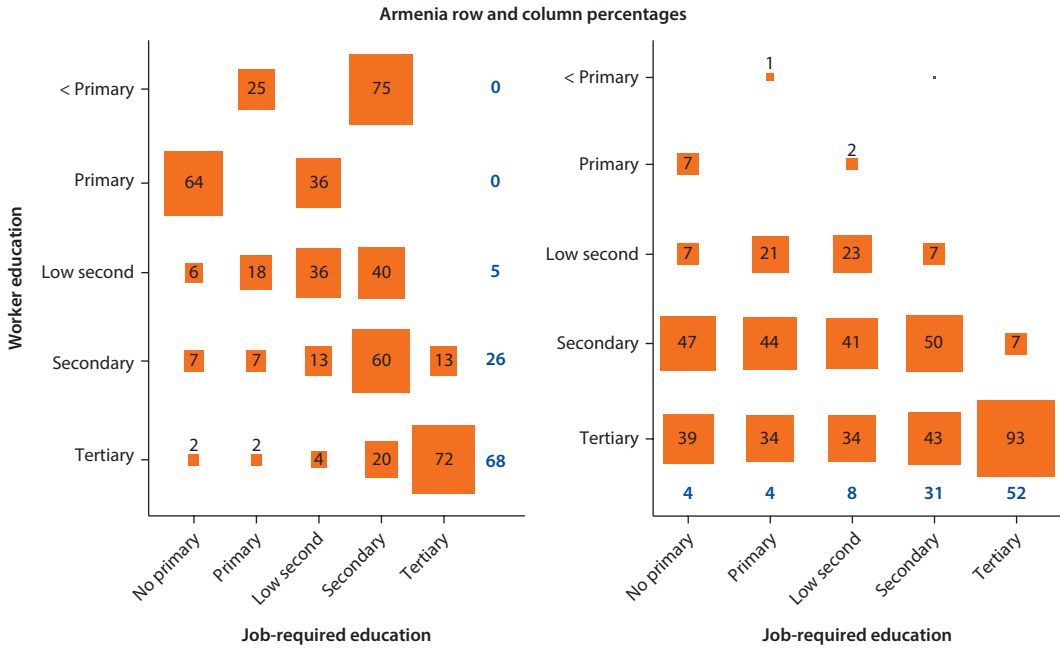 Armenia row and column percentages
Worker education
< Primary
25
75
0
Primary
64
36
0
Low second
6
18
36
40
5
Secondary
7
7
13
60
13
26
Tertiary
2
2
4
20
72
68
No primary
Primary
Low second
Secondary
Tertiary
Job-required education
< Primary
1
Primary
7
2
Low second
7
21
23
7
Secondary
47
44
41
50
7
Tertiary
39
34
34
43
93
4
4
8
31
52
No primary
Primary
Low second
Secondary
Tertiary
Job-required education